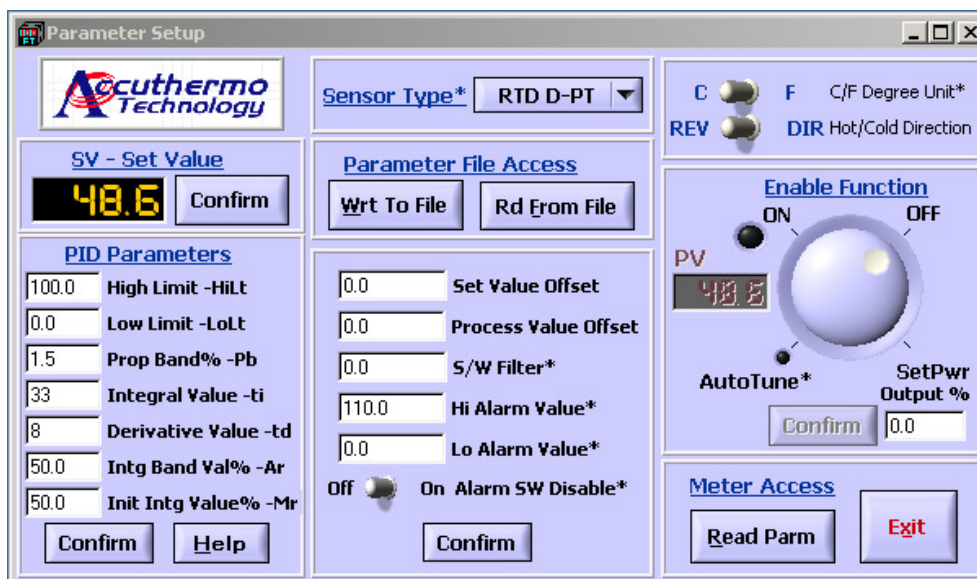 Parameter Setup
Accuthermo
Technology
Sensor Type*
RTD D-PT
C
F
C/F Degree Unit*
REV
DIR
Hot/Cold Direction
SV - Set Value
48.6
Confirm
Parameter File Access
Wrt To File
Rd From File
Enable Function
ON
OFF
PV
48.6
AutoTune*
SetPwr
Output %
Confirm
0.0
PID Parameters
100.0 High Limit -HiLt
0.0 Low Limit -LoLt
1.5 Prop Band% -Pb
33 Integral Value -ti
8 Derivative Value -td
50.0 Intg Band Val% -Ar
50.0 Init Intg Value% -Mr
Confirm
Help
0.0 Set Value Offset
0.0 Process Value Offset
0.0 S/W Filter*
110.0 Hi Alarm Value*
0.0 Lo Alarm Value*
Off
On Alarm SW Disable*
Confirm
Meter Access
Read Parm
Exit
FT